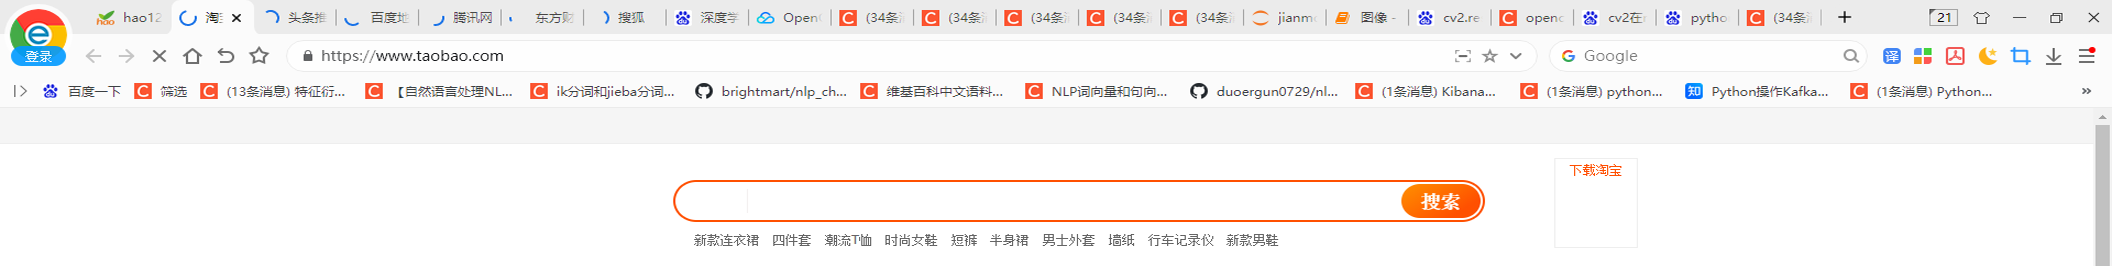 hao12 淘 头条推 百度地 腾讯网 东方财 搜狐 深度学 Open (34条 (34条 (34条 (34条 (34条 jianm 图像 - cv2.re openc cv2在 python (34条 21
登录 https://www.taobao.com Google 译
百度一下 筛选 (13条消息) 特征衍... 【自然语言处理NL... ik分词和jieba分词... brightmart/nlp_ch... 维基百科中文语料... NLP词向量和句向... duoergun0729/nl... (1条消息) Kibana... (1条消息) python... 知 Python操作Kafka... (1条消息) Python... »
下载淘宝
搜索
新款连衣裙 四件套 潮流T恤 时尚女鞋 短裤 半身裙 男士外套 墙纸 行车记录仪 新款男鞋